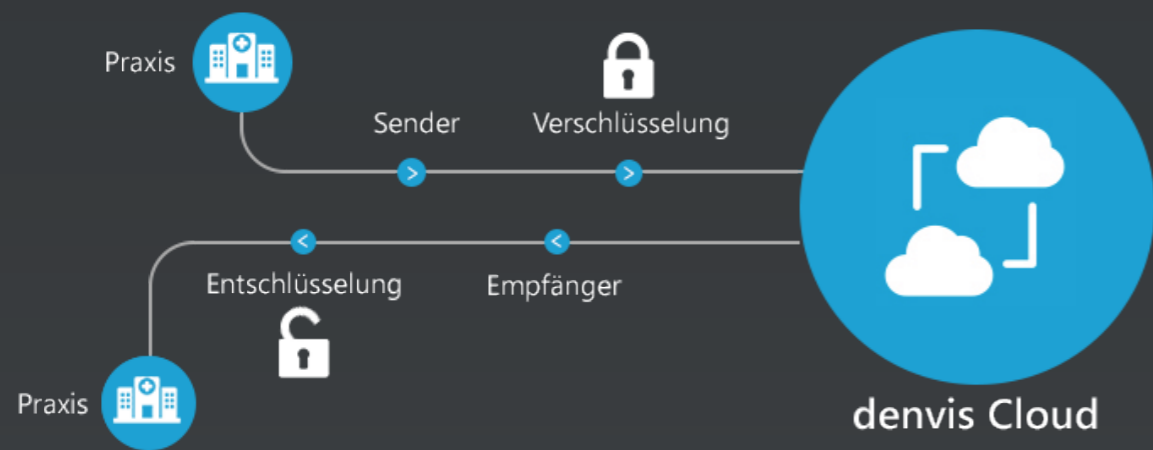 Praxis
Sender
Verschlüsselung
Entschlüsselung
Empfänger
Praxis
denvis Cloud